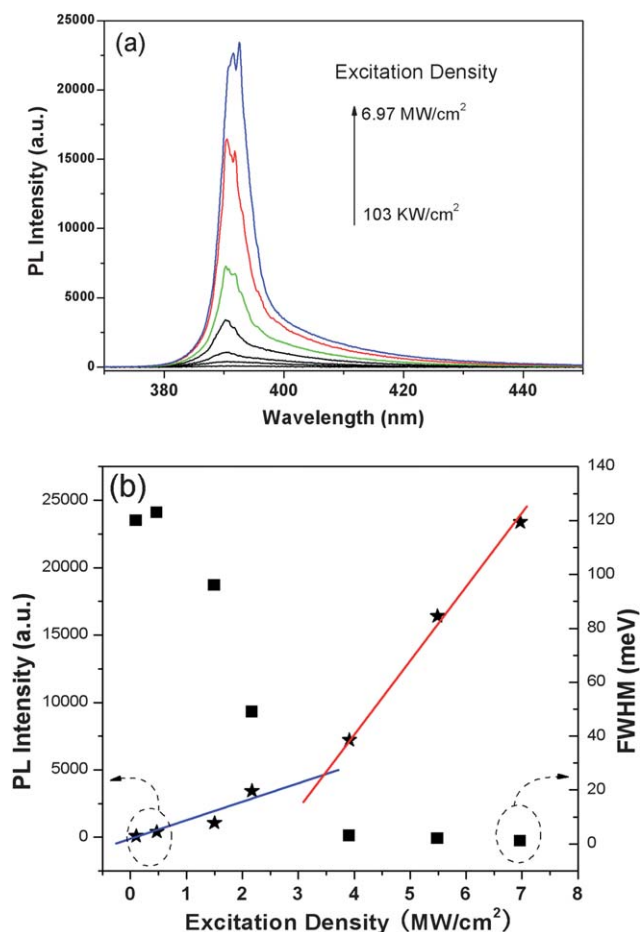 (a)
25000
20000
15000
10000
5000
0
PL Intensity (a.u.)
Excitation Density
6.97 MW/cm²
103 KW/cm²
380 400 420 440
Wavelength (nm)
(b)
25000
20000
15000
10000
5000
0
PL Intensity (a.u.)
140
120
100
80
60
40
20
0
FWHM (meV)
0 1 2 3 4 5 6 7 8
Excitation Density (MW/cm²)